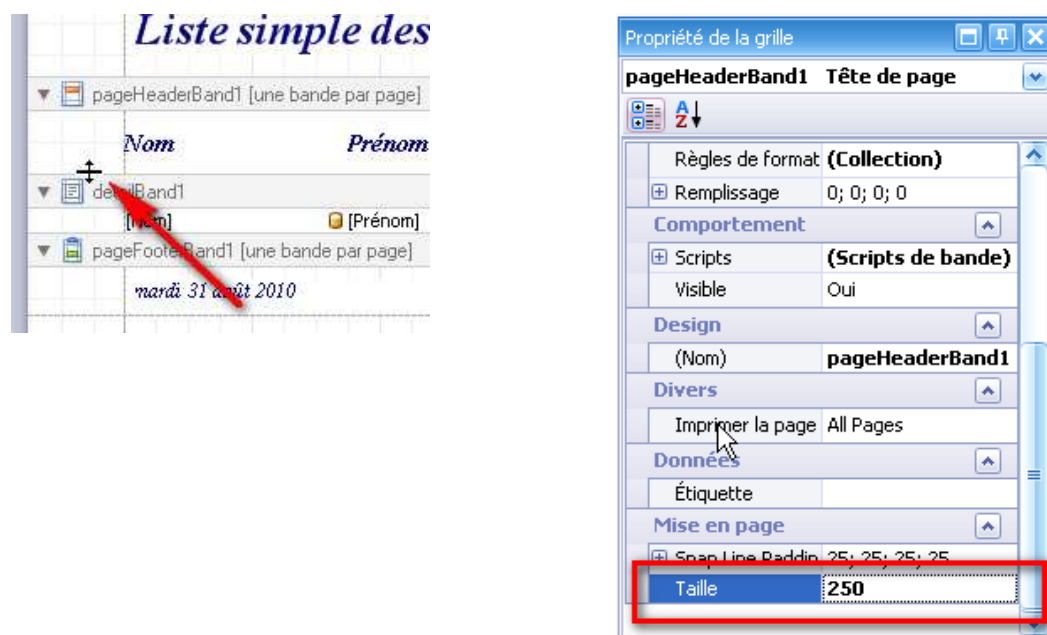 Liste simple des
pageHeaderBand1 [une bande par page]
Nom Prénom
detailBand1
[Nom] [Prénom]
pageFooterBand1 [une bande par page]
mardi 31 août 2010
Propriété de la grille
pageHeaderBand1 Tête de page
Règles de format (Collection)
Remplissage 0; 0; 0; 0
Comportement
Scripts (Scripts de bande)
Visible Oui
Design
(Nom) pageHeaderBand1
Divers
Imprimer la page All Pages
Données
Étiquette
Mise en page
Snap Line Paddin 25; 25; 25; 25
Taille 250